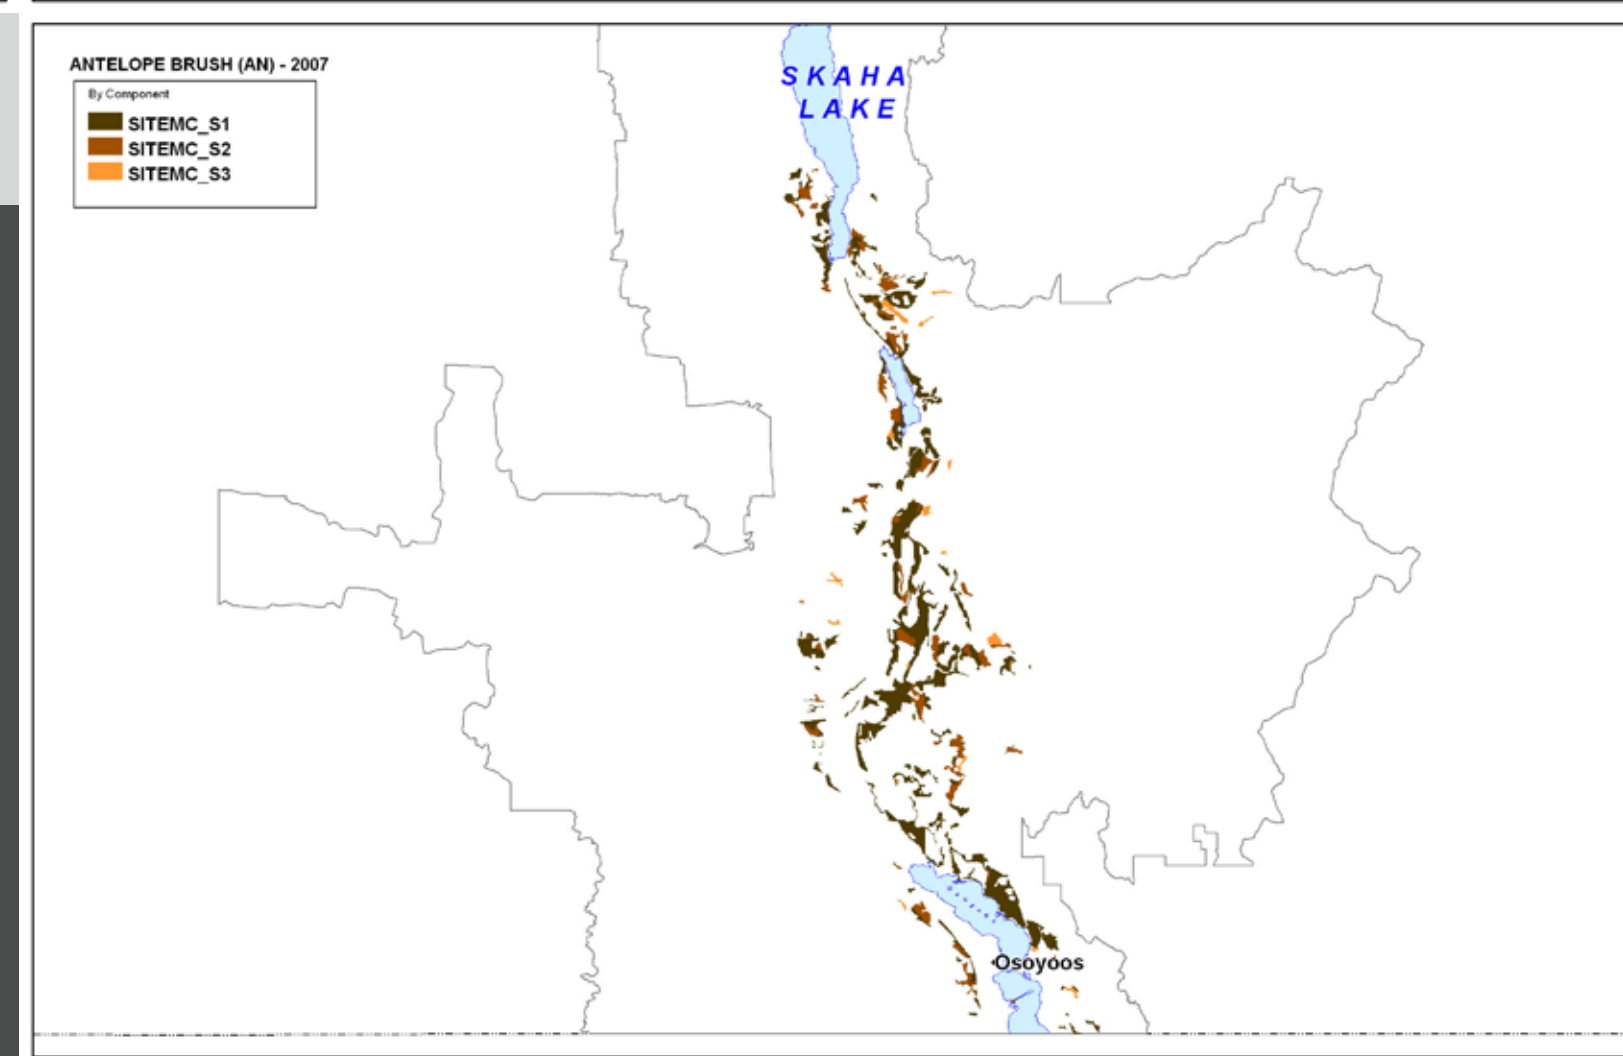 ANTELOPE BRUSH (AN) - 2007
By Component
SITEMC_S1
SITEMC_S2
SITEMC_S3
SKAHA
LAKE
Osoyoos